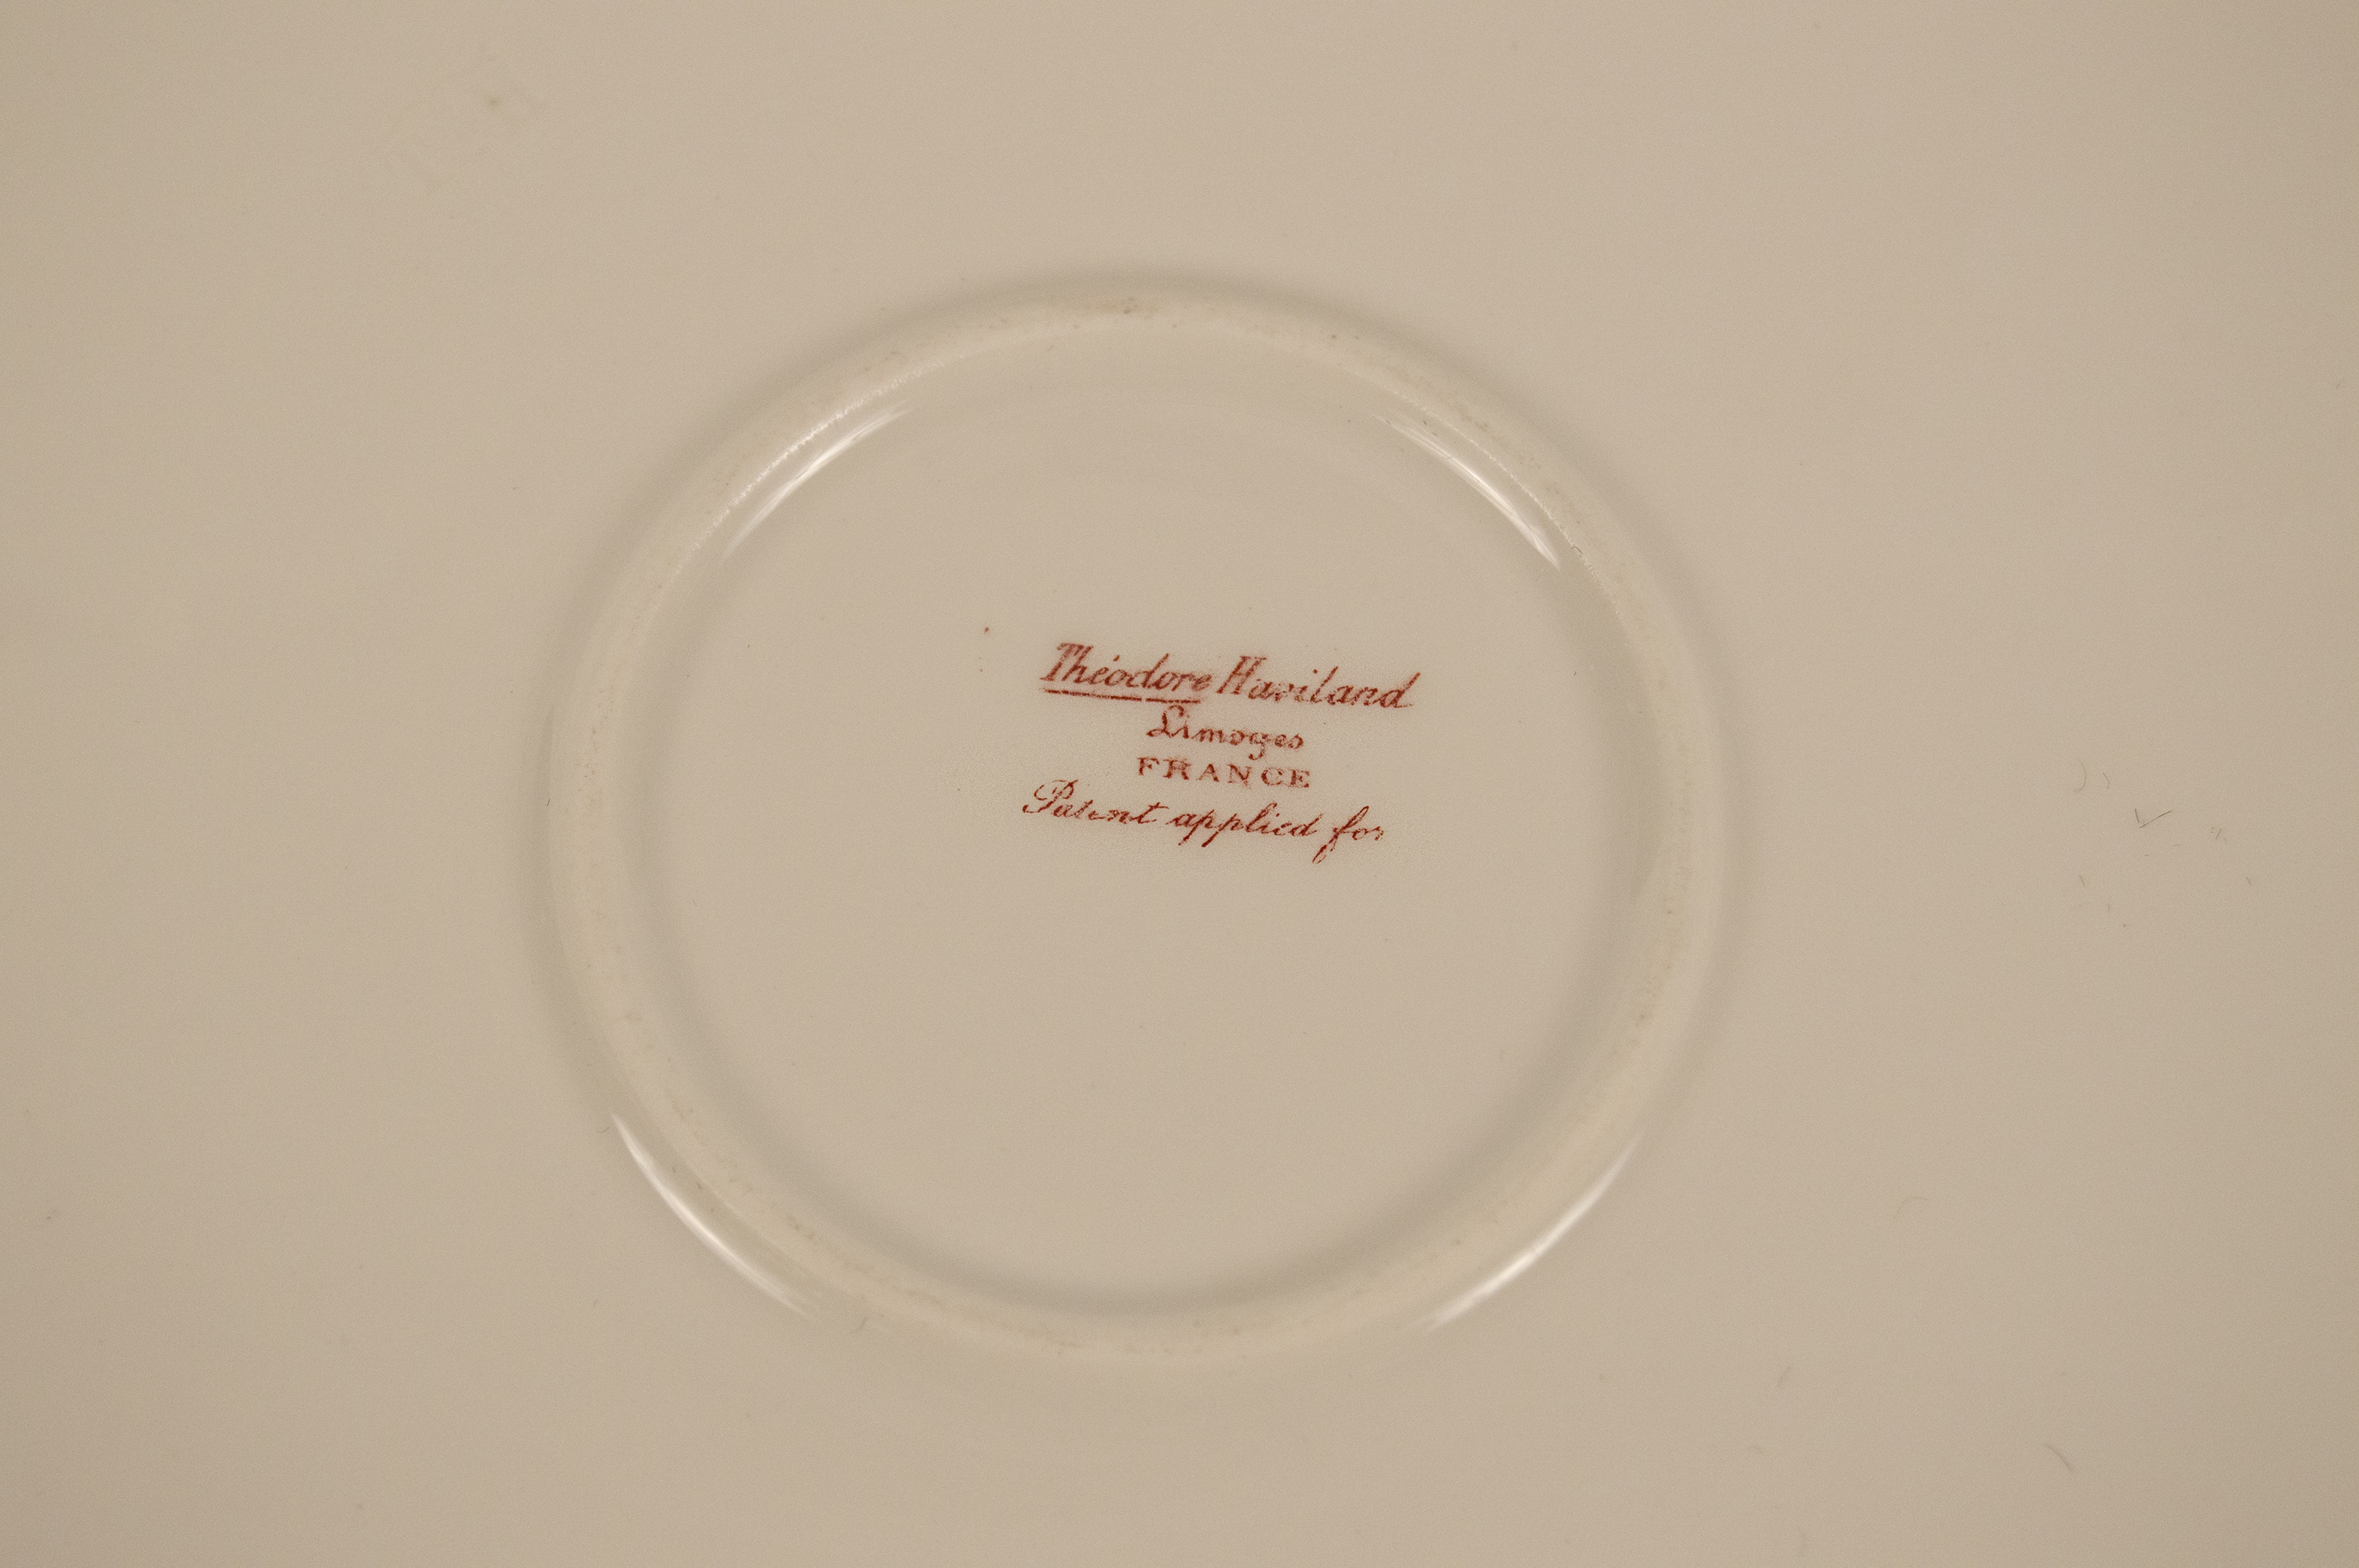 Théodore Haviland
Limoges
FRANCE
Patent applied for